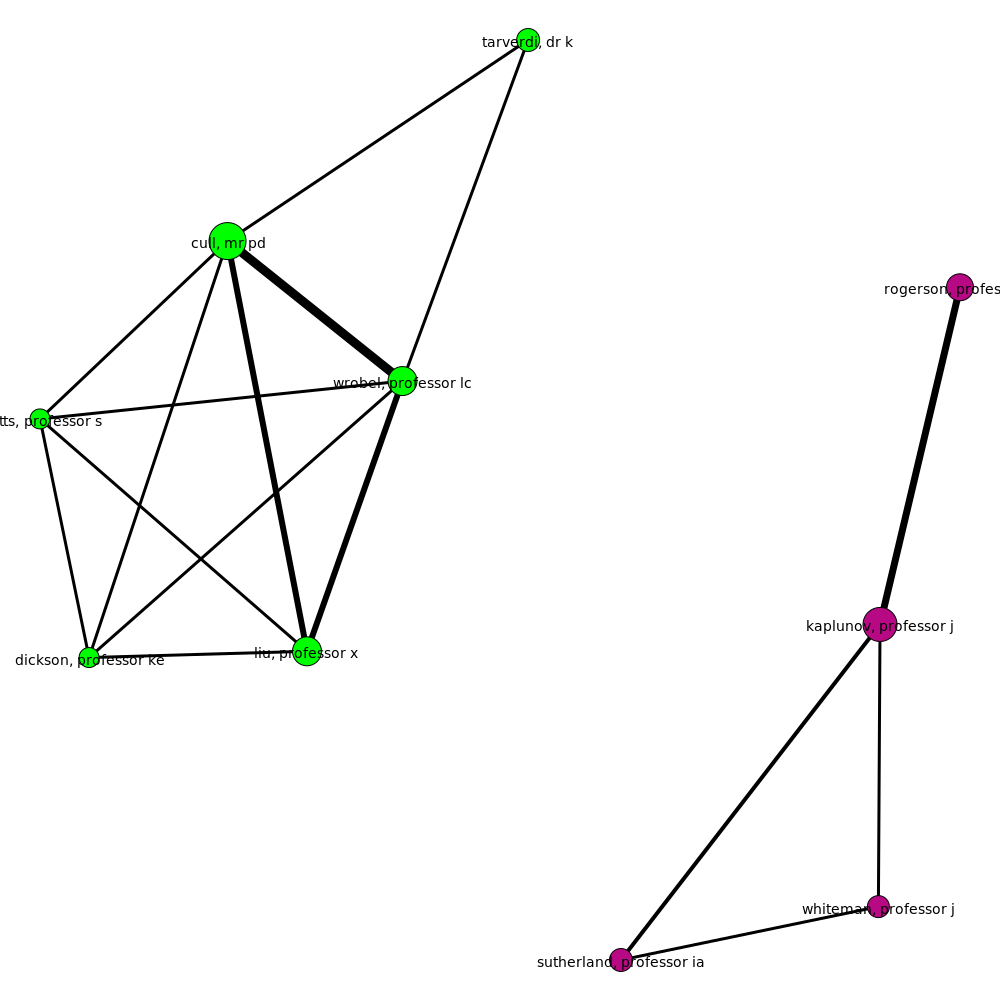 tarverdi, dr k
cull, mr pd
rogerson, profes
wrobel, professor lc
tts, professor s
kaplunov, professor j
liu, professor x
dickson, professor ke
whiteman, professor j
sutherland, professor ia